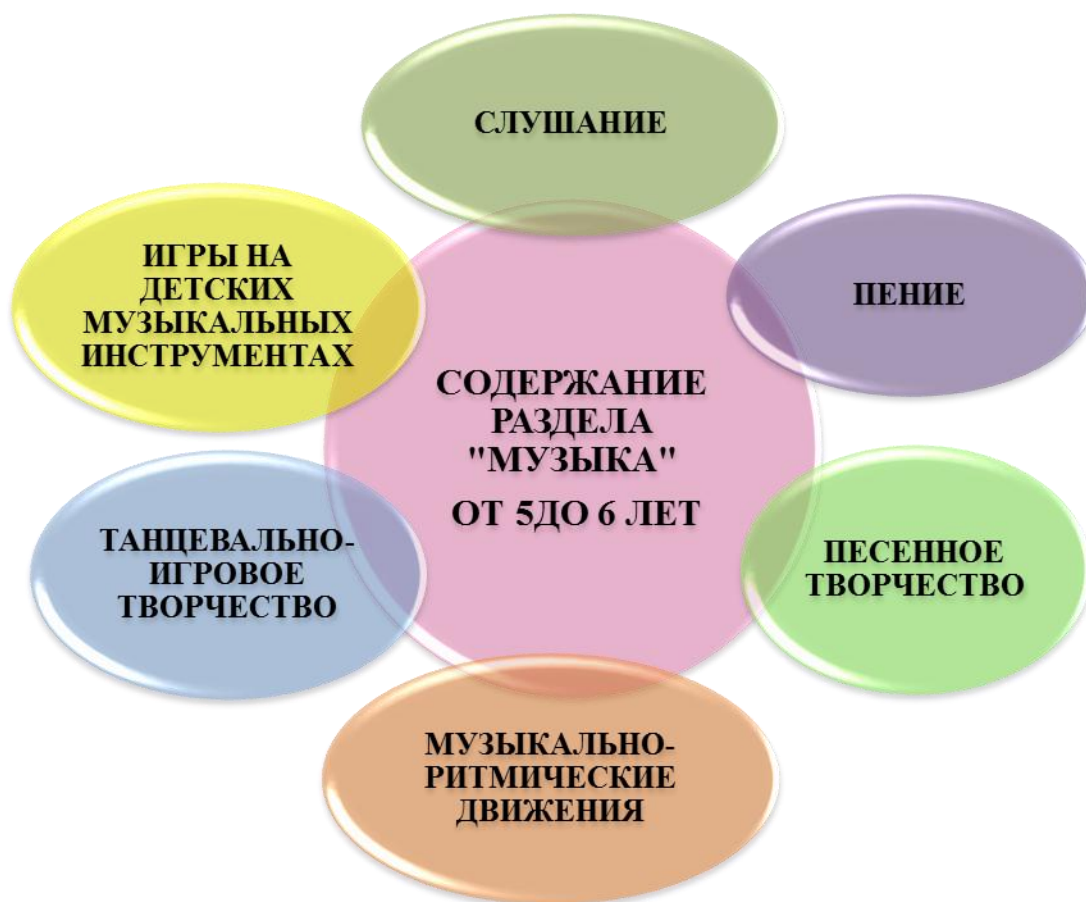 СЛУШАНИЕ
ПЕНИЕ
ПЕСЕННОЕ
ТВОРЧЕСТВО
МУЗЫКАЛЬНО-
РИТМИЧЕСКИЕ
ДВИЖЕНИЯ
ТАНЦЕВАЛЬНО-
ИГРОВОЕ
ТВОРЧЕСТВО
ИГРЫ НА
ДЕТСКИХ
МУЗЫКАЛЬНЫХ
ИНСТРУМЕНТАХ
СОДЕРЖАНИЕ
РАЗДЕЛА
"МУЗЫКА"
ОТ 5ДО 6 ЛЕТ